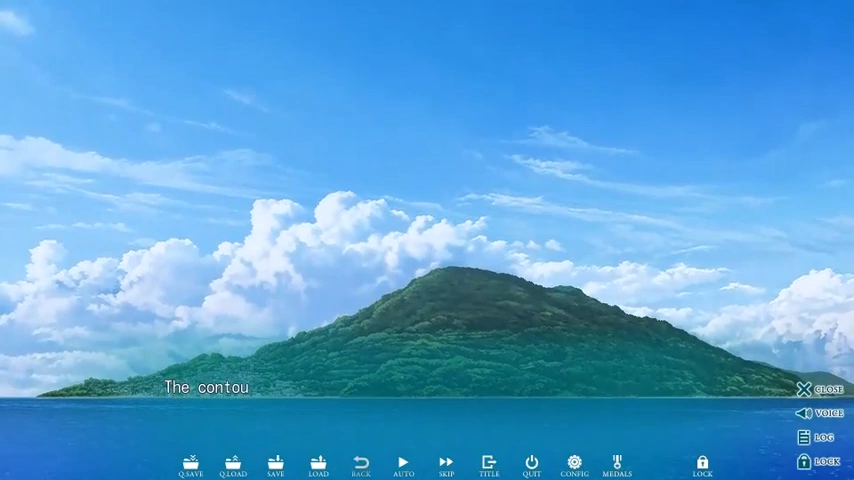 The contou
CLOSE
VOICE
LOG
LOCK
Q.SAVE Q.LOAD SAVE LOAD BACK AUTO SKIP TITLE QUIT CONFIG MEDALS LOCK